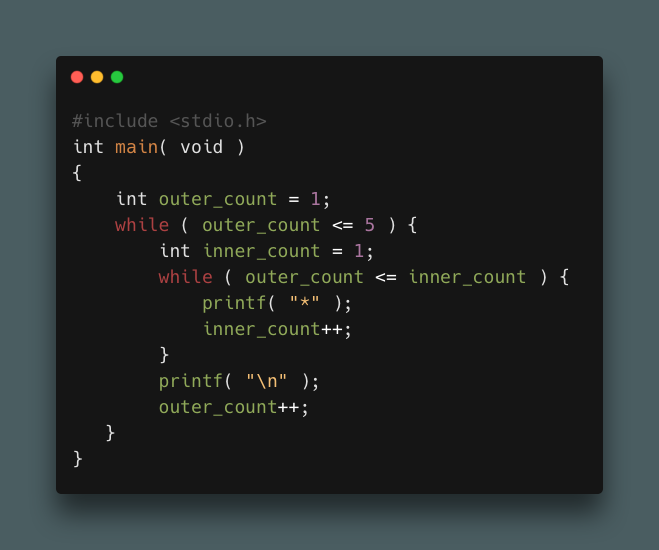 #include <stdio.h>
int main( void )
{
    int outer_count = 1;
    while ( outer_count <= 5 ) {
        int inner_count = 1;
        while ( outer_count <= inner_count ) {
            printf( "*" );
            inner_count++;
        }
        printf( "\n" );
        outer_count++;
   }
}